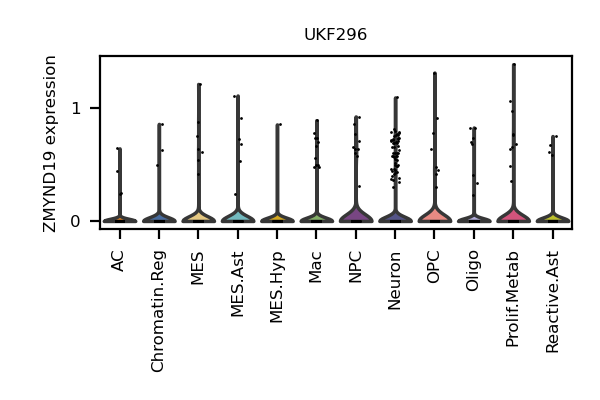 UKF296
ZMYND19 expression
1
0
AC
Chromatin.Reg
MES
MES.Ast
MES.Hyp
Mac
NPC
Neuron
OPC
Oligo
Prolif.Metab
Reactive.Ast